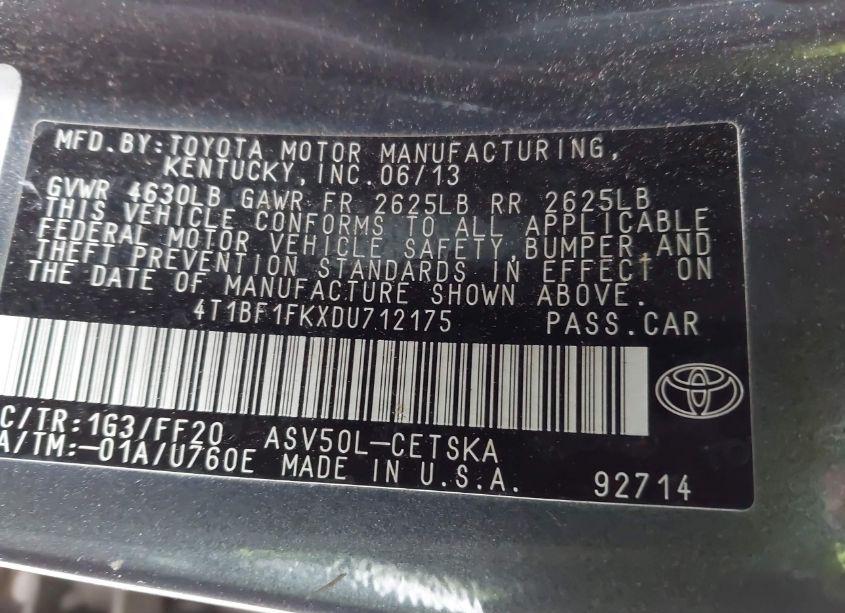 MFD.BY:TOYOTA MOTOR MANUFACTURING,
KENTUCKY,INC.06/13
GVWR 4630LB GAWR FR 2625LB RR 2625LB
THIS VEHICLE CONFORMS TO ALL APPLICABLE
FEDERAL MOTOR VEHICLE SAFETY,BUMPER AND
THEFT PREVENTION STANDARDS IN EFFECT ON
THE DATE OF MANUFACTURE SHOWN ABOVE.
4T1BF1FKXDU712175 PASS.CAR
C/TR:1G3/FF20 ASV50L-CETSKA
A/TM:-01A/U760E MADE IN U.S.A. 92714